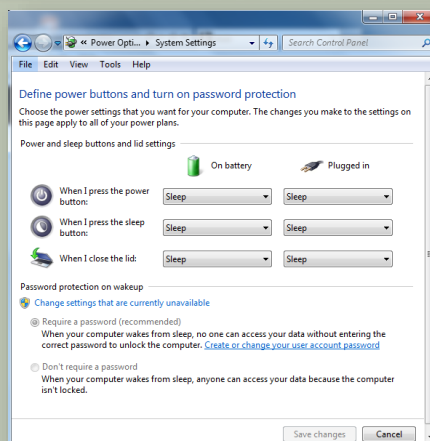 « Power Opti... ▸ System Settings
Search Control Panel
File Edit View Tools Help
Define power buttons and turn on password protection
Choose the power settings that you want for your computer. The changes you make to the settings on
this page apply to all of your power plans.
Power and sleep buttons and lid settings
On battery Plugged in
When I press the power
button: Sleep Sleep
When I press the sleep
button: Sleep Sleep
When I close the lid: Sleep Sleep
Password protection on wakeup
Change settings that are currently unavailable
Require a password (recommended)
When your computer wakes from sleep, no one can access your data without entering the
correct password to unlock the computer. Create or change your user account password
Don't require a password
When your computer wakes from sleep, anyone can access your data because the computer
isn't locked.
Save changes Cancel